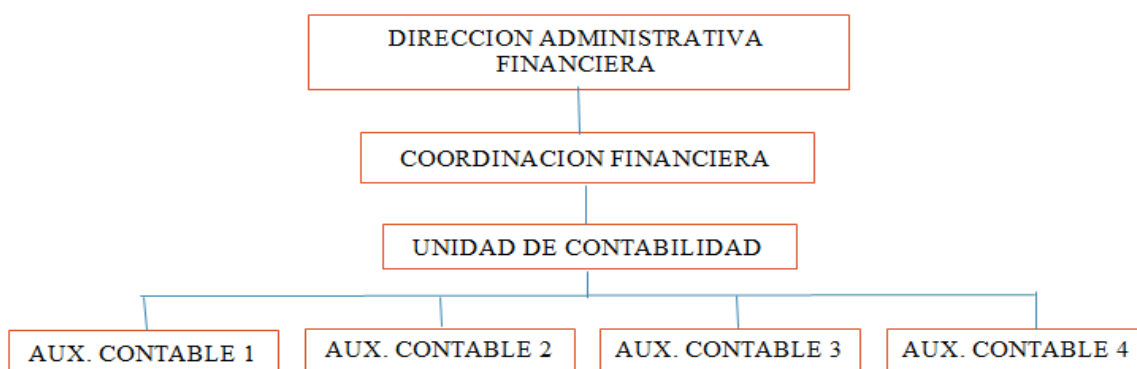 DIRECCION ADMINISTRATIVA
FINANCIERA
COORDINACION FINANCIERA
UNIDAD DE CONTABILIDAD
AUX. CONTABLE 1
AUX. CONTABLE 2
AUX. CONTABLE 3
AUX. CONTABLE 4